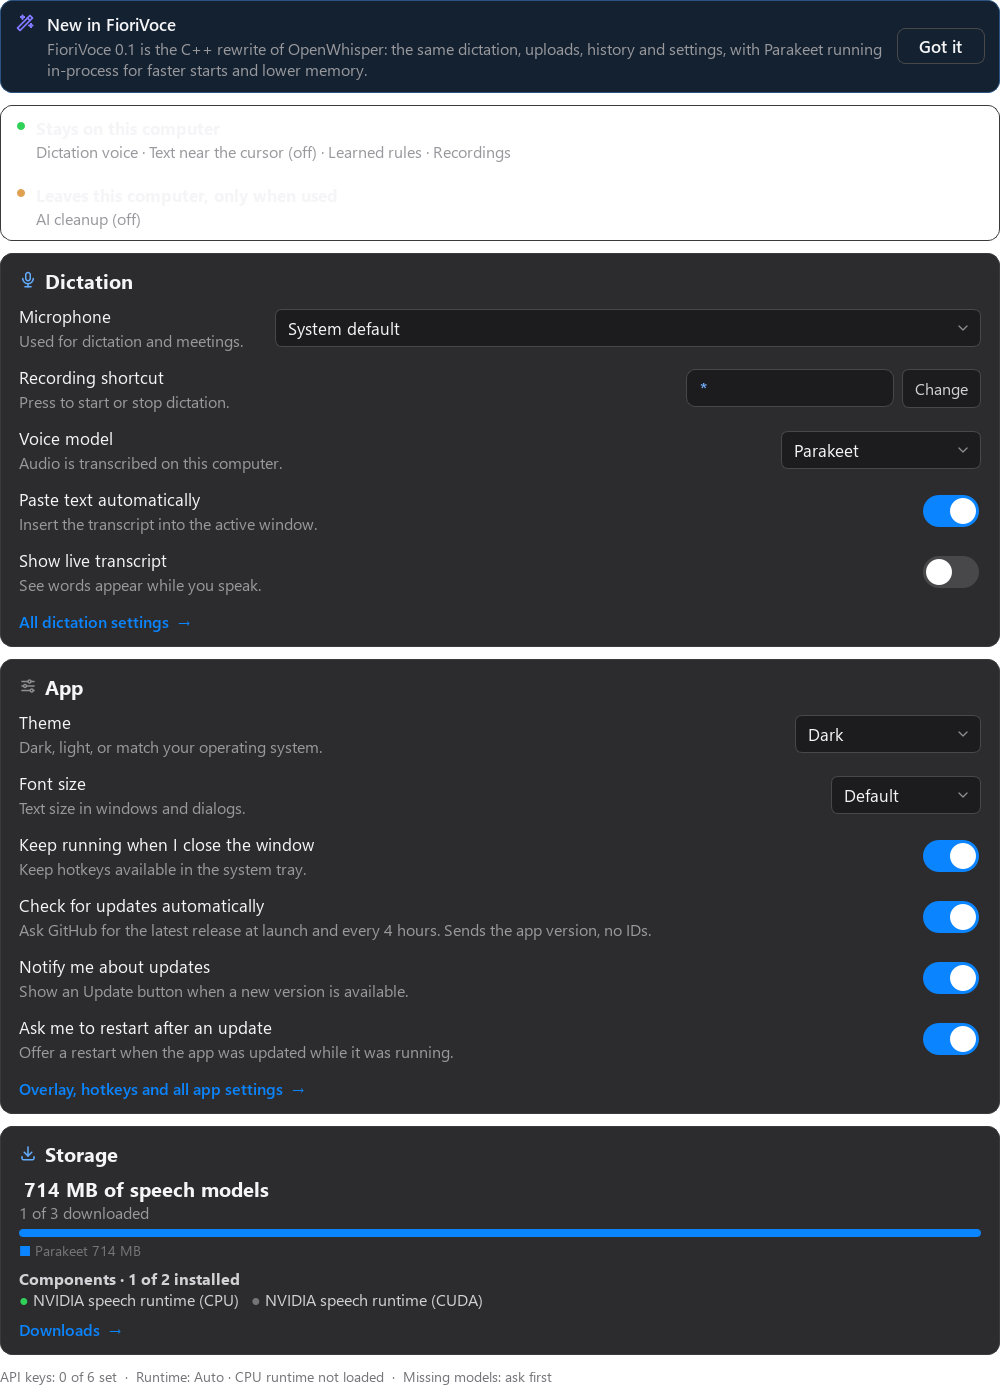 New in FioriVoce
FioriVoce 0.1 is the C++ rewrite of OpenWhisper: the same dictation, uploads, history and settings, with Parakeet running
in-process for faster starts and lower memory.
Got it
Stays on this computer
Dictation voice · Text near the cursor (off) · Learned rules · Recordings
Leaves this computer, only when used
AI cleanup (off)
Dictation
Microphone
Used for dictation and meetings.
System default
Recording shortcut
Press to start or stop dictation.
*
Change
Voice model
Audio is transcribed on this computer.
Parakeet
Paste text automatically
Insert the transcript into the active window.
Show live transcript
See words appear while you speak.
All dictation settings →
App
Theme
Dark, light, or match your operating system.
Dark
Font size
Text size in windows and dialogs.
Default
Keep running when I close the window
Keep hotkeys available in the system tray.
Check for updates automatically
Ask GitHub for the latest release at launch and every 4 hours. Sends the app version, no IDs.
Notify me about updates
Show an Update button when a new version is available.
Ask me to restart after an update
Offer a restart when the app was updated while it was running.
Overlay, hotkeys and all app settings →
Storage
714 MB of speech models
1 of 3 downloaded
Parakeet 714 MB
Components · 1 of 2 installed
NVIDIA speech runtime (CPU) NVIDIA speech runtime (CUDA)
Downloads →
API keys: 0 of 6 set · Runtime: Auto · CPU runtime not loaded · Missing models: ask first